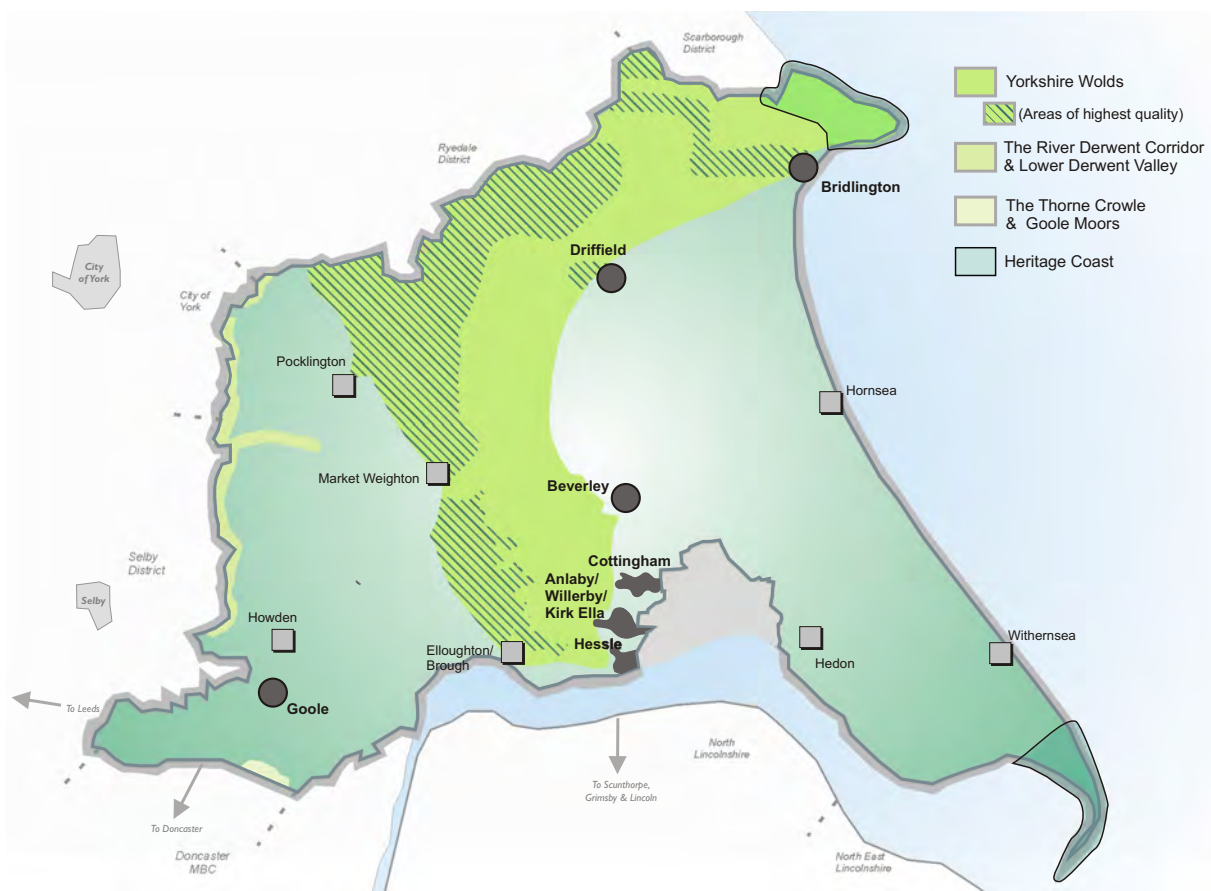 Scarborough
District
Yorkshire Wolds
(Areas of highest quality)
The River Derwent Corridor
& Lower Derwent Valley
The Thorne Crowle
& Goole Moors
Heritage Coast
Ryedale
District
Bridlington
City
of York
Driffield
City of
York
Pocklington
Hornsea
Market Weighton
Beverley
Selby
District
Cottingham
Anlaby/
Willerby/
Kirk Ella
Selby
Howden
Hessle
Elloughton/
Brough
Hedon
Withernsea
To Leeds
Goole
North
Lincolnshire
To Scunthorpe,
Grimsby & Lincoln
To Doncaster
Doncaster
MBC
North East
Lincolnshire